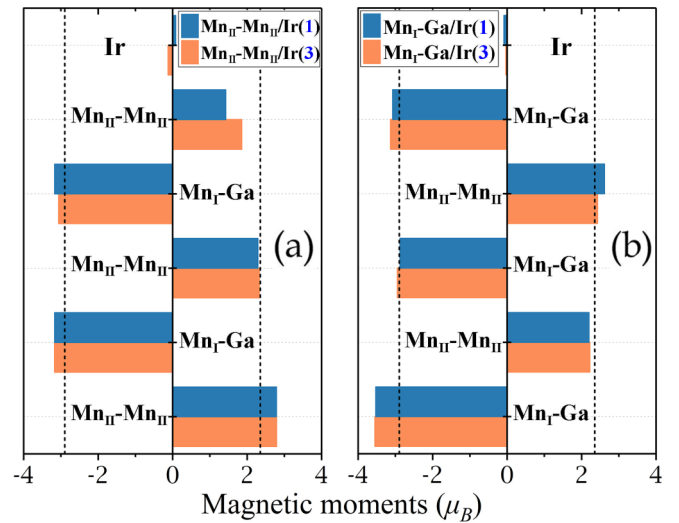 Ir
Mn_II-Mn_II/Ir(1)
Mn_II-Mn_II/Ir(3)
Mn_II-Mn_II
Mn_I-Ga
Mn_II-Mn_II
(a)
Mn_I-Ga
Mn_II-Mn_II
-4 -2 0 2 4
Mn_I-Ga/Ir(1)
Mn_I-Ga/Ir(3)
Ir
Mn_I-Ga
Mn_II-Mn_II
Mn_I-Ga
(b)
Mn_II-Mn_II
Mn_I-Ga
-4 -2 0 2 4
Magnetic moments (μ_B)